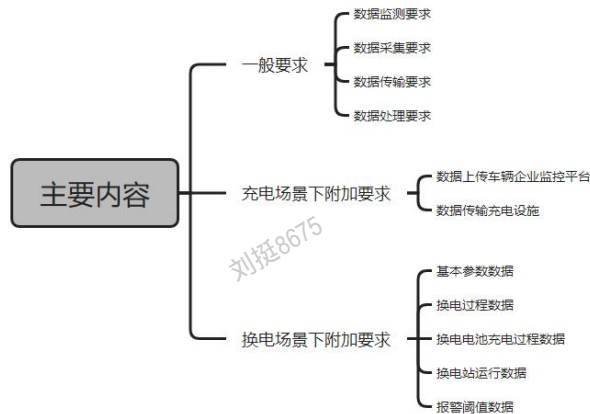 主要内容
一般要求
数据监测要求
数据采集要求
数据传输要求
数据处理要求
充电场景下附加要求
数据上传车辆企业监控平台
数据传输充电设施
换电场景下附加要求
基本参数数据
换电过程数据
换电电池充电过程数据
换电站运行数据
报警阈值数据
刘挺8675